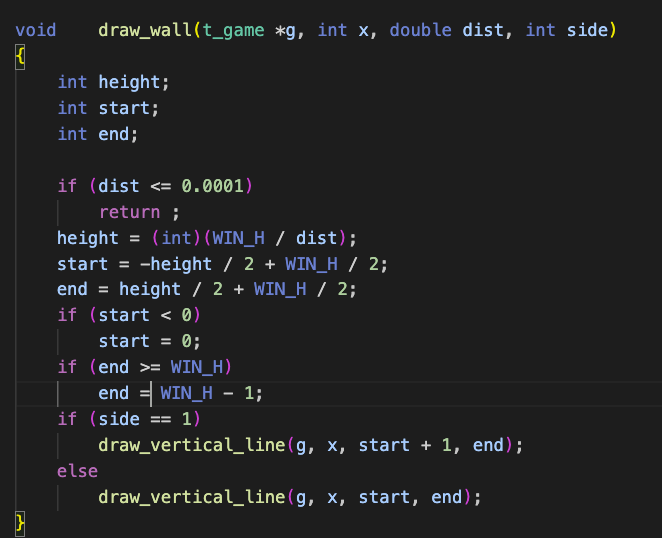 void    draw_wall(t_game *g, int x, double dist, int side)
{
    int height;
    int start;
    int end;

    if (dist <= 0.0001)
        return ;
    height = (int)(WIN_H / dist);
    start = -height / 2 + WIN_H / 2;
    end = height / 2 + WIN_H / 2;
    if (start < 0)
        start = 0;
    if (end >= WIN_H)
        end = WIN_H - 1;
    if (side == 1)
        draw_vertical_line(g, x, start + 1, end);
    else
        draw_vertical_line(g, x, start, end);
}